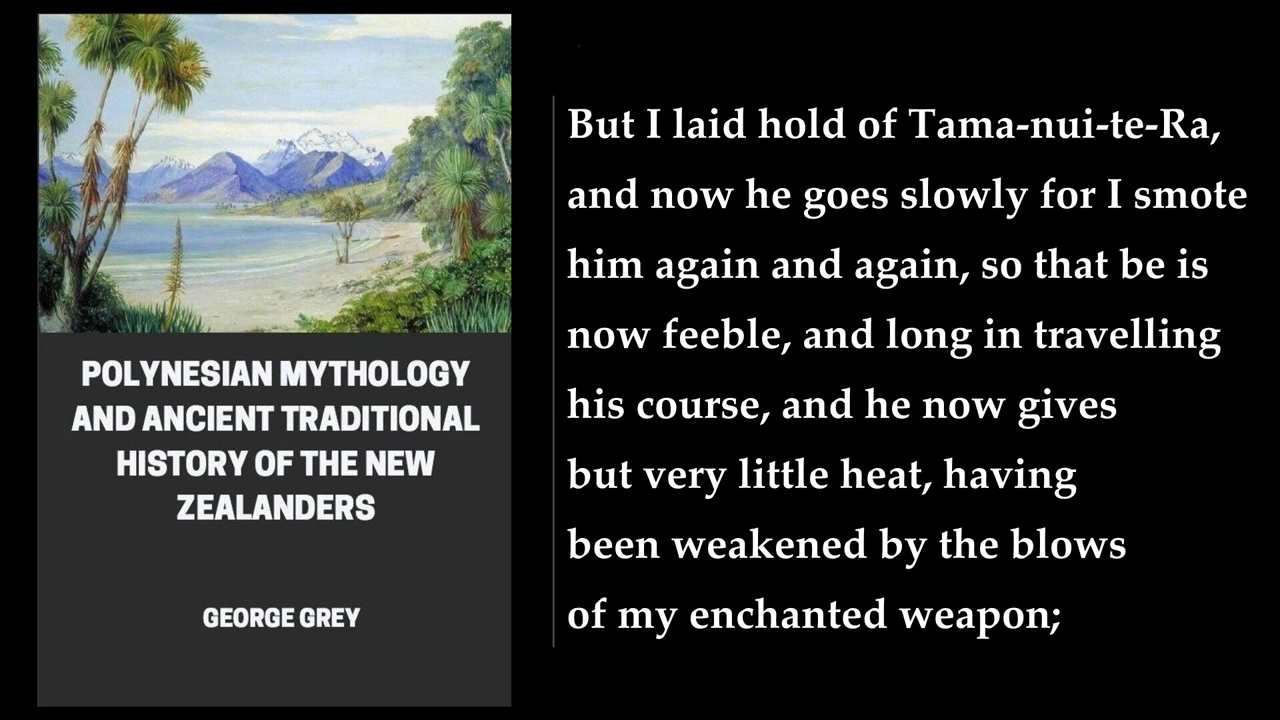 POLYNESIAN MYTHOLOGY
AND ANCIENT TRADITIONAL
HISTORY OF THE NEW
ZEALANDERS
GEORGE GREY
But I laid hold of Tama-nui-te-Ra,
and now he goes slowly for I smote
him again and again, so that be is
now feeble, and long in travelling
his course, and he now gives
but very little heat, having
been weakened by the blows
of my enchanted weapon;